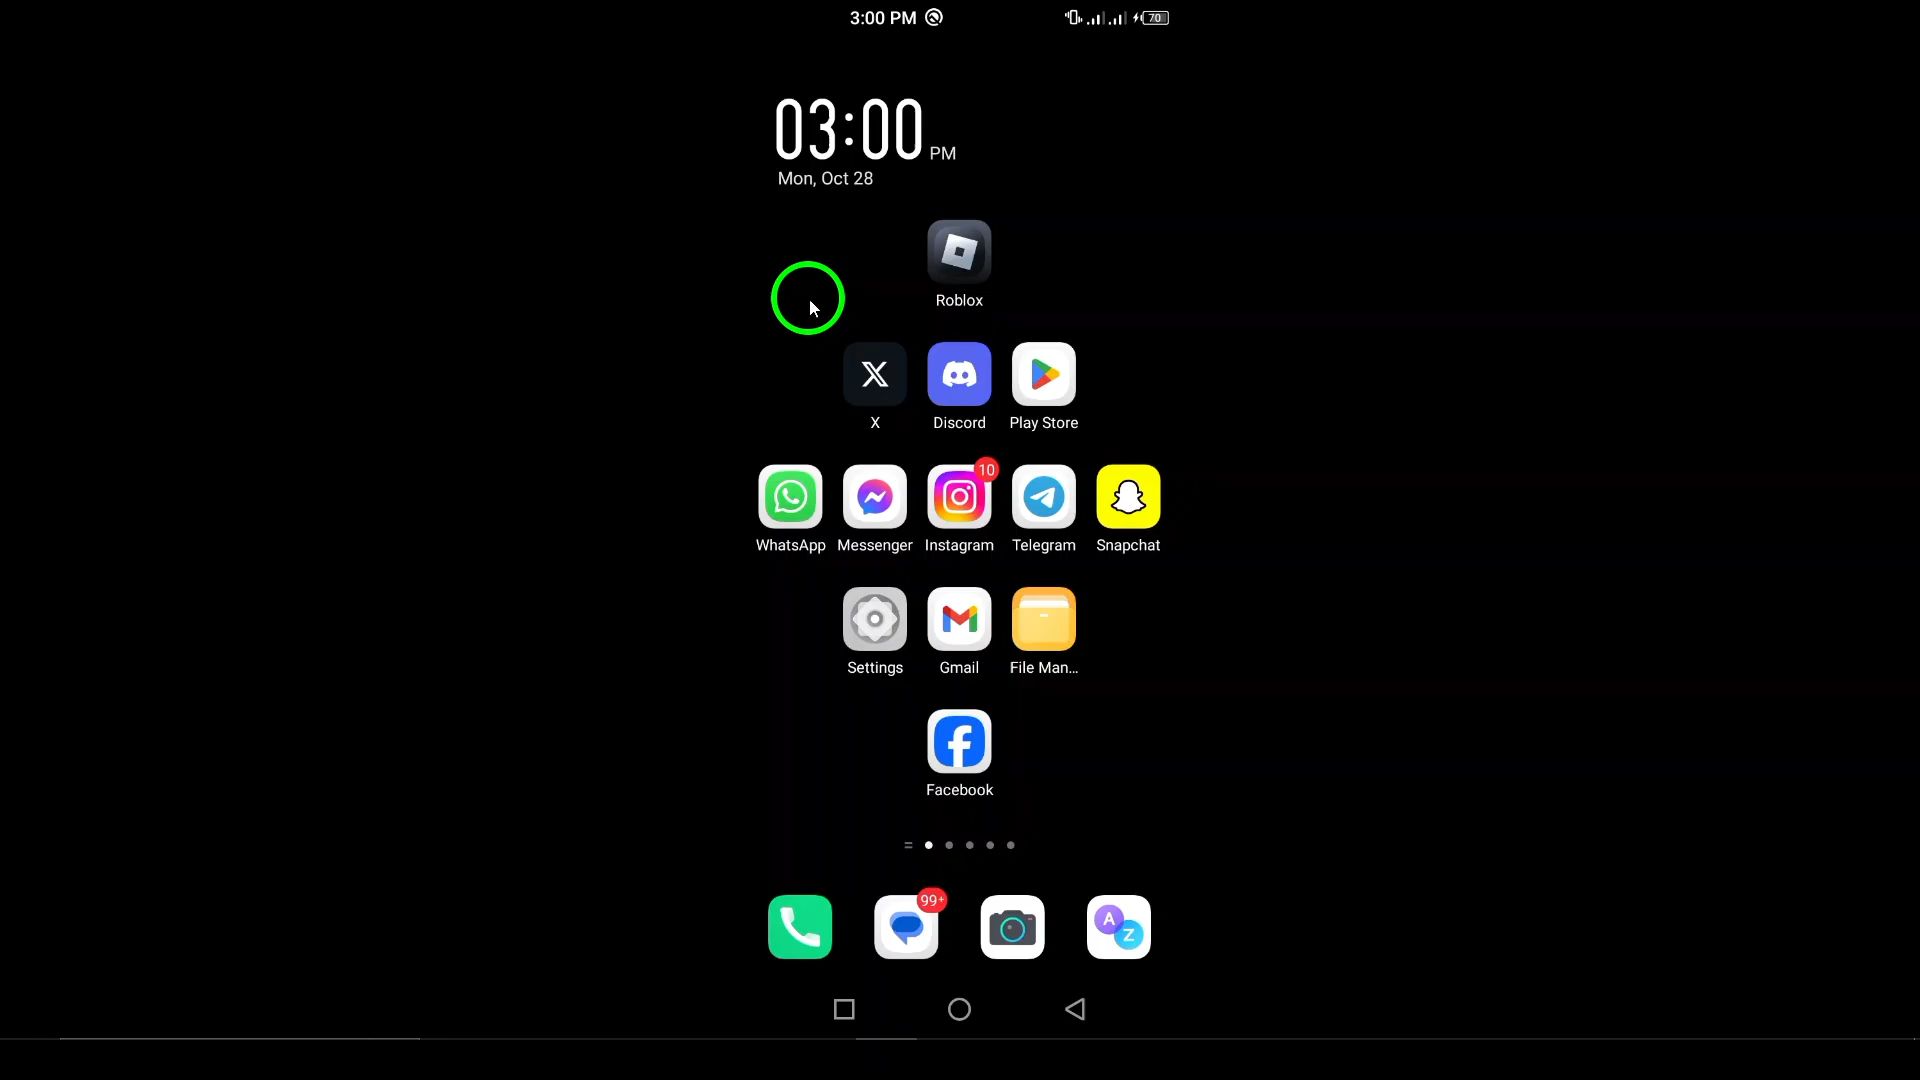 3:00 PM
70
03:00 PM
Mon, Oct 28
Roblox
X
Discord
Play Store
10
WhatsApp
Messenger
Instagram
Telegram
Snapchat
Settings
Gmail
File Man...
Facebook
99+
A
Z